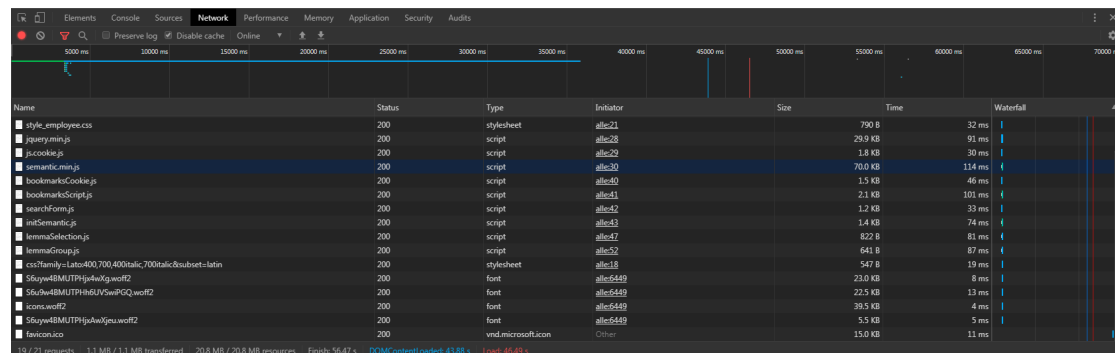 Elements Console Sources Network Performance Memory Application Security Audits
Preserve log Disable cache Online
5000 ms 10000 ms 15000 ms 20000 ms 25000 ms 30000 ms 35000 ms 40000 ms 45000 ms 50000 ms 55000 ms 60000 ms 65000 ms 70000
Name Status Type Initiator Size Time Waterfall
style_employee.css 200 stylesheet alle:21 790 B 32 ms
jquery.min.js 200 script alle:28 29.9 KB 91 ms
js.cookie.js 200 script alle:29 1.8 KB 30 ms
semantic.min.js 200 script alle:30 70.0 KB 114 ms
bookmarksCookie.js 200 script alle:40 1.5 KB 46 ms
bookmarksScript.js 200 script alle:41 2.1 KB 101 ms
searchForm.js 200 script alle:42 1.2 KB 33 ms
initSemantic.js 200 script alle:43 1.4 KB 74 ms
lemmaSelection.js 200 script alle:47 822 B 81 ms
lemmaGroup.js 200 script alle:52 641 B 87 ms
css?family=Lato:400,700,400italic,700italic&subset=latin 200 stylesheet alle:18 547 B 19 ms
S6uyw4BMUTPHjx4wXg.woff2 200 font alle:6449 23.0 KB 8 ms
S6u9w4BMUTPHh6UVSwiPGQ.woff2 200 font alle:6449 22.5 KB 13 ms
icons.woff2 200 font alle:6449 39.5 KB 4 ms
S6uyw4BMUTPHjxAwXjeu.woff2 200 font alle:6449 5.5 KB 5 ms
favicon.ico 200 vnd.microsoft.icon Other 15.0 KB 11 ms
19 / 21 requests 1.1 MB / 1.1 MB transferred 20.8 MB / 20.8 MB resources Finish: 56.47 s DOMContentLoaded: 43.88 s Load: 46.49 s